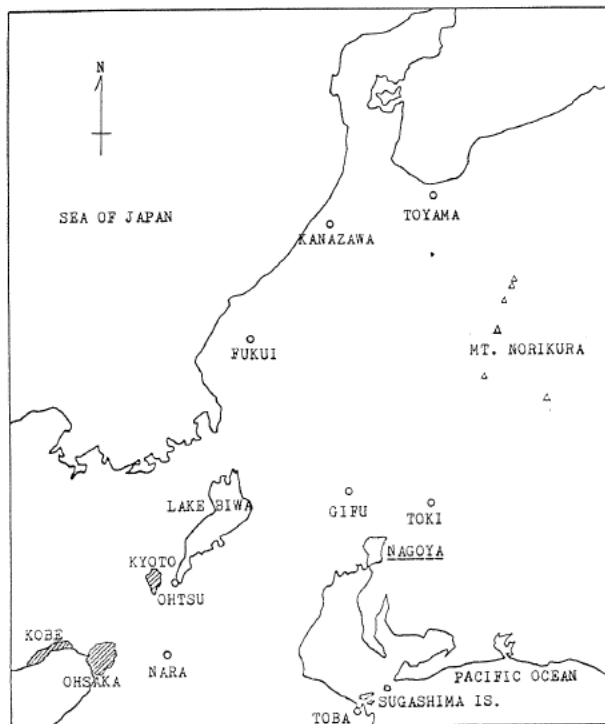 N
SEA OF JAPAN
TOYAMA
KANAZAWA
FUKUI
MT. NORIKURA
LAKE BIWA
GIFU
TOKI
KYOTO
NAGOYA
OHTSU
KOBE
OHSAKA
NARA
PACIFIC OCEAN
SUGASHIMA IS.
TOBA